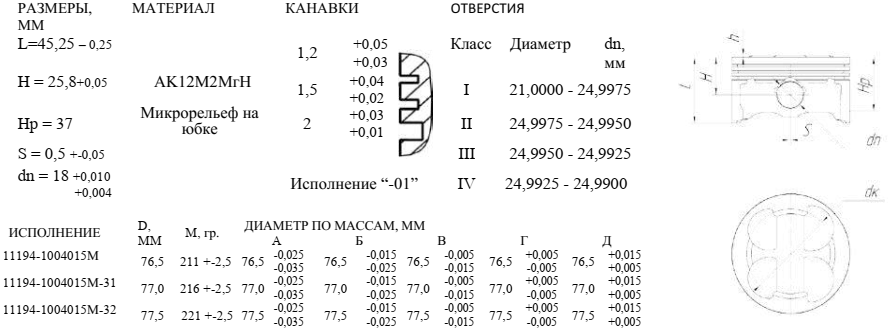 РАЗМЕРЫ, ММ
L=45,25 – 0,25
H = 25,8+0,05
Hp = 37
S = 0,5 +-0,05
dn = 18 +0,010
+0,004
МАТЕРИАЛ
АК12М2МгН
Микрорельеф на
юбке
КАНАВКИ
1,2 +0,05
+0,03
1,5 +0,04
+0,02
2 +0,03
+0,01
Исполнение “-01”
ОТВЕРСТИЯ
Класс Диаметр dn, мм
I 21,0000 - 24,9975
II 24,9975 - 24,9950
III 24,9950 - 24,9925
IV 24,9925 - 24,9900
h
L
H
Hp
S
dn
dк
ИСПОЛНЕНИЕ D, ММ М, гр. ДИАМЕТР ПО МАССАМ, ММ
А Б В Г Д
11194-1004015М 76,5 211 +-2,5 76,5 -0,025 -0,035 76,5 -0,015 -0,025 76,5 -0,005 -0,015 76,5 +0,005 -0,005 76,5 +0,015 +0,005
11194-1004015М-31 77,0 216 +-2,5 77,0 -0,025 -0,035 77,0 -0,015 -0,025 77,0 -0,005 -0,015 77,0 +0,005 -0,005 77,0 +0,015 +0,005
11194-1004015М-32 77,5 221 +-2,5 77,5 -0,025 -0,035 77,5 -0,015 -0,025 77,5 -0,005 -0,015 77,5 +0,005 -0,005 77,5 +0,015 +0,005